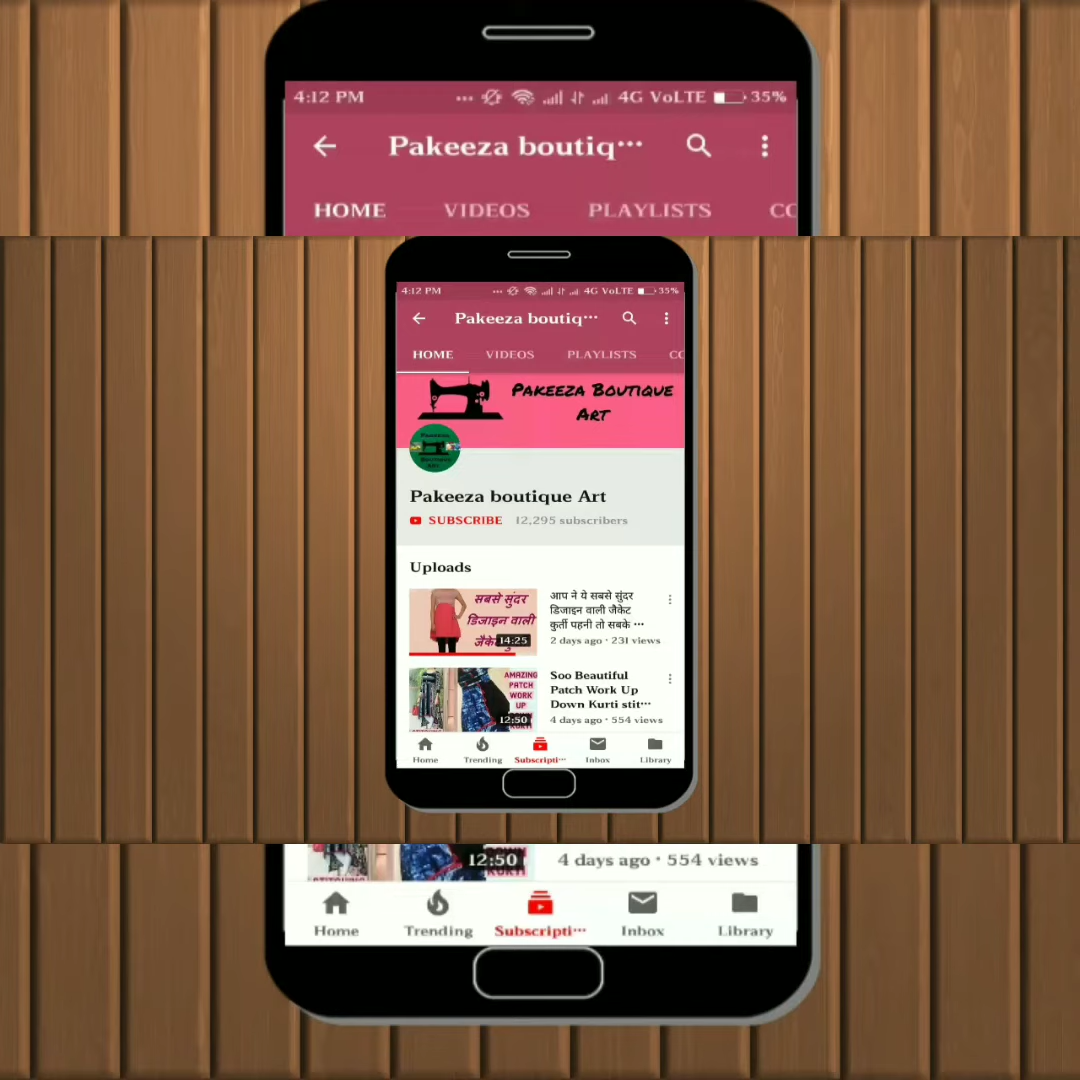 4:12 PM 4G VoLTE 35%
Pakeeza boutiq···
HOME VIDEOS PLAYLISTS CC
4:12 PM 4G VoLTE 35%
Pakeeza boutiq···
HOME VIDEOS PLAYLISTS CC
Pakeeza Boutique
Art
Pakeeza boutique Art
SUBSCRIBE 12,295 subscribers
Uploads
सबसे सुंदर
डिजाइन वाली
14:25
आप ने ये सबसे सुंदर
डिजाइन वाली जैकेट
कुर्ती पहनी तो सबके ···
2 days ago · 231 views
AMAZING
PATCH
WORK
UP
DOWN
12:50
Soo Beautiful
Patch Work Up
Down Kurti stit···
4 days ago · 554 views
Home Trending Subscripti··· Inbox Library
12:50
KURTI
4 days ago · 554 views
Home Trending Subscripti··· Inbox Library